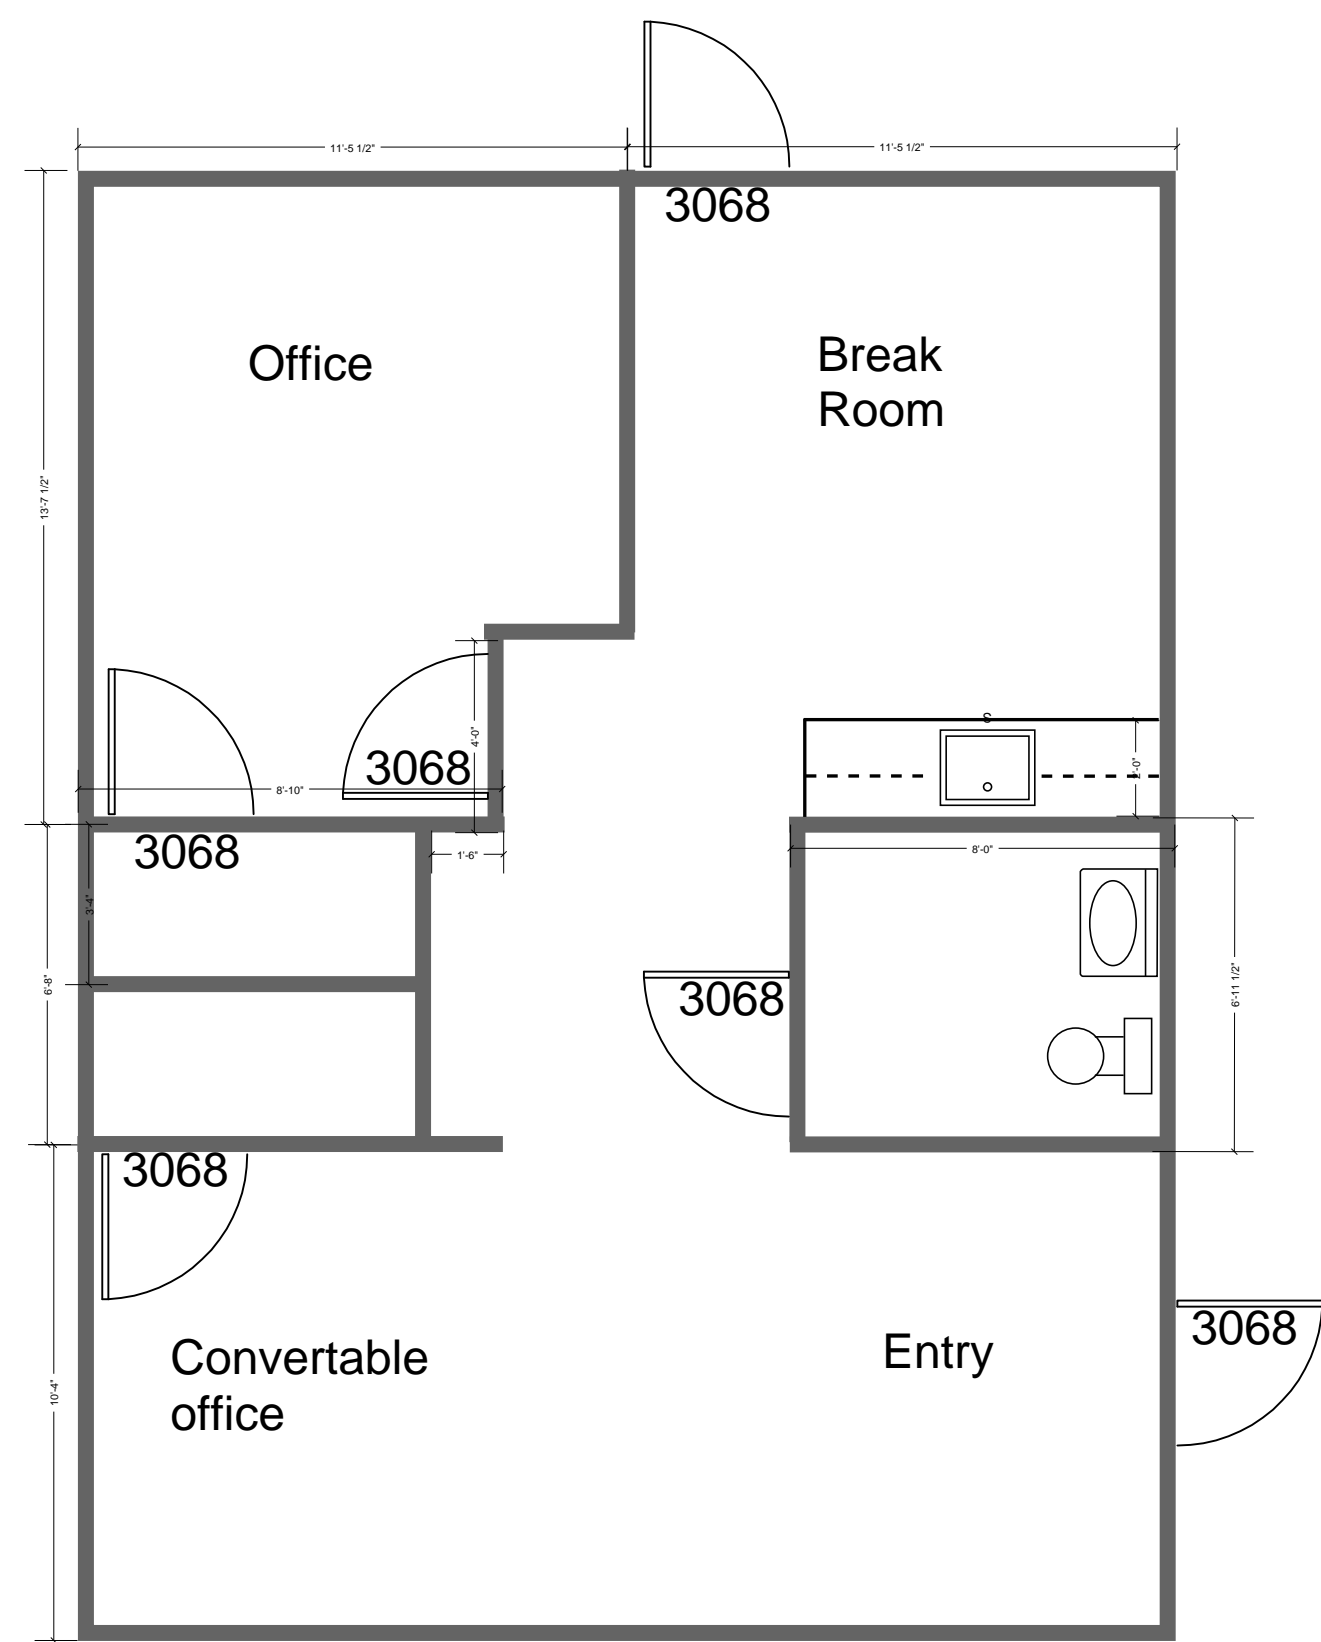 11'-5 1/2"
11'-5 1/2"
3068
Office
Break
Room
13'-7 1/2"
S
4'-0"
3068
2'-0"
8'-10"
3068
1'-6"
8'-0"
3'-4"
6'-8"
3068
6'-11 1/2"
3068
3068
Convertable
office
Entry
10'-4"